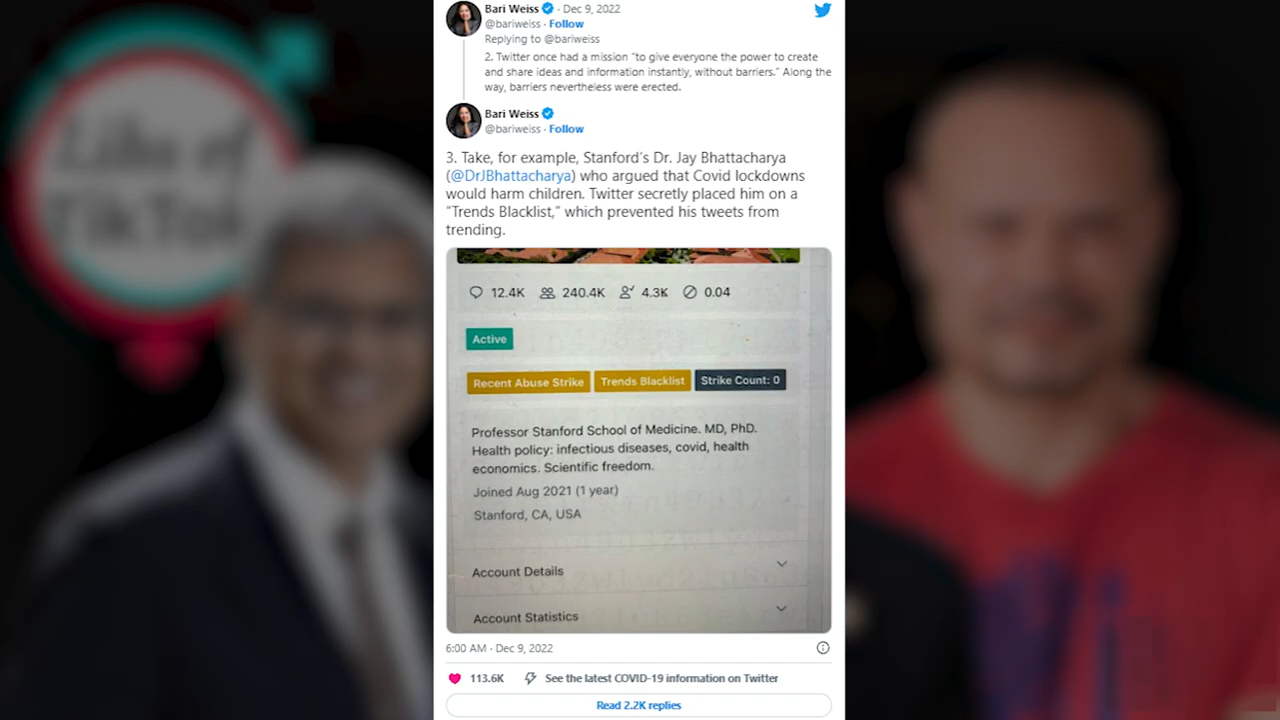 Bari Weiss · Dec 9, 2022
@bariweiss · Follow
Replying to @bariweiss
2. Twitter once had a mission “to give everyone the power to create
and share ideas and information instantly, without barriers.” Along the
way, barriers nevertheless were erected.
Bari Weiss
@bariweiss · Follow
3. Take, for example, Stanford’s Dr. Jay Bhattacharya
(@DrJBhattacharya) who argued that Covid lockdowns
would harm children. Twitter secretly placed him on a
“Trends Blacklist,” which prevented his tweets from
trending.
12.4K 240.4K 4.3K 0.04
Active
Recent Abuse Strike Trends Blacklist Strike Count: 0
Professor Stanford School of Medicine. MD, PhD.
Health policy: infectious diseases, covid, health
economics. Scientific freedom.
Joined Aug 2021 (1 year)
Stanford, CA, USA
Account Details
Account Statistics
6:00 AM · Dec 9, 2022
113.6K See the latest COVID-19 information on Twitter
Read 2.2K replies
Libs of
TikTok